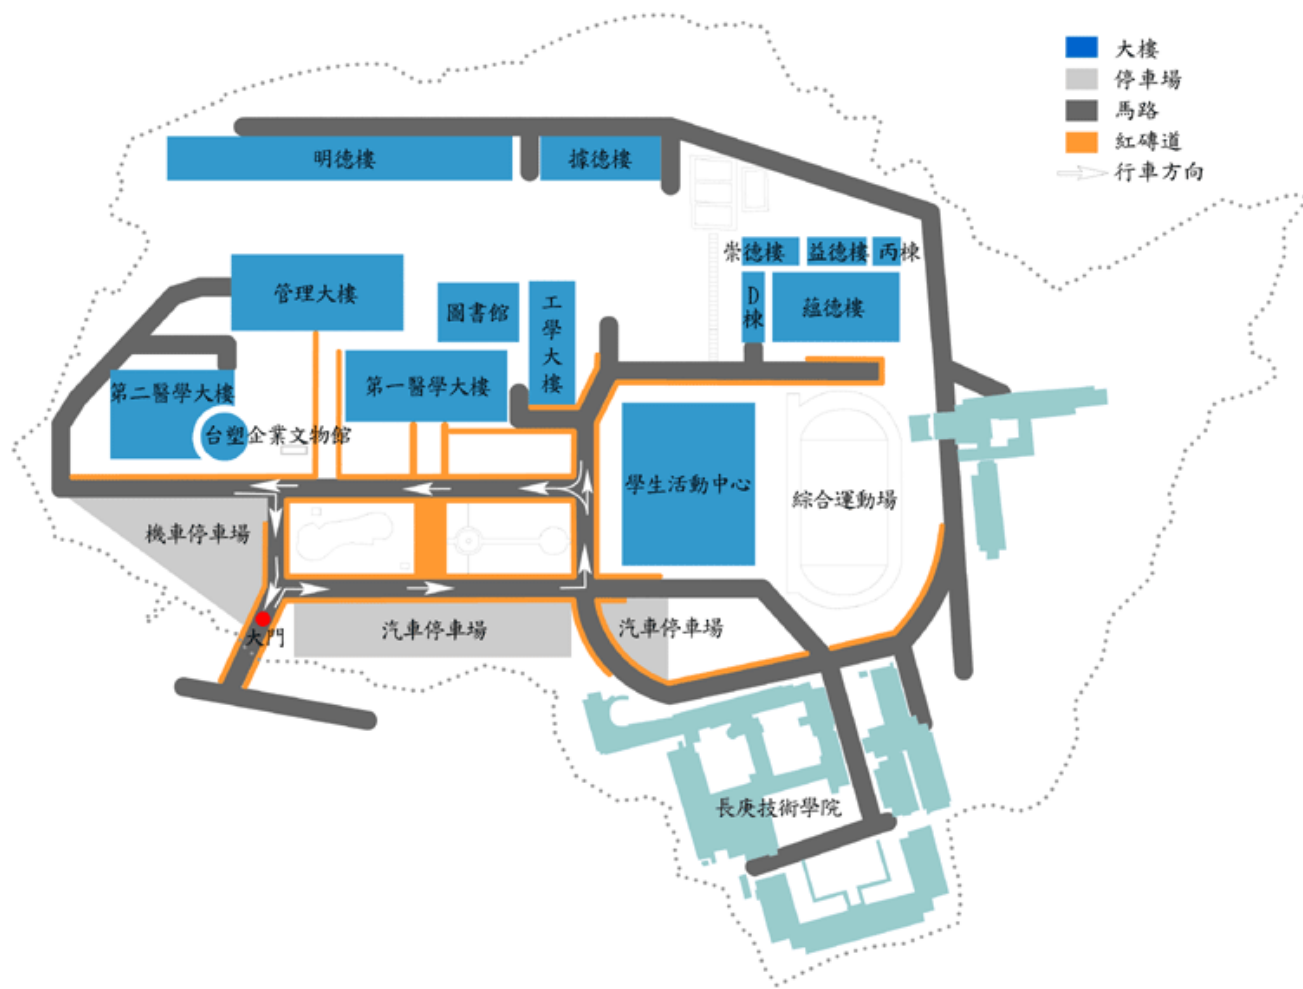 大樓
停車場
馬路
紅磚道
行車方向
明德樓
據德樓
崇德樓
益德樓
丙棟
管理大樓
圖書館
工學大樓
D棟
蘊德樓
第二醫學大樓
第一醫學大樓
台塑企業文物館
學生活動中心
綜合運動場
機車停車場
大門
汽車停車場
汽車停車場
長庚技術學院